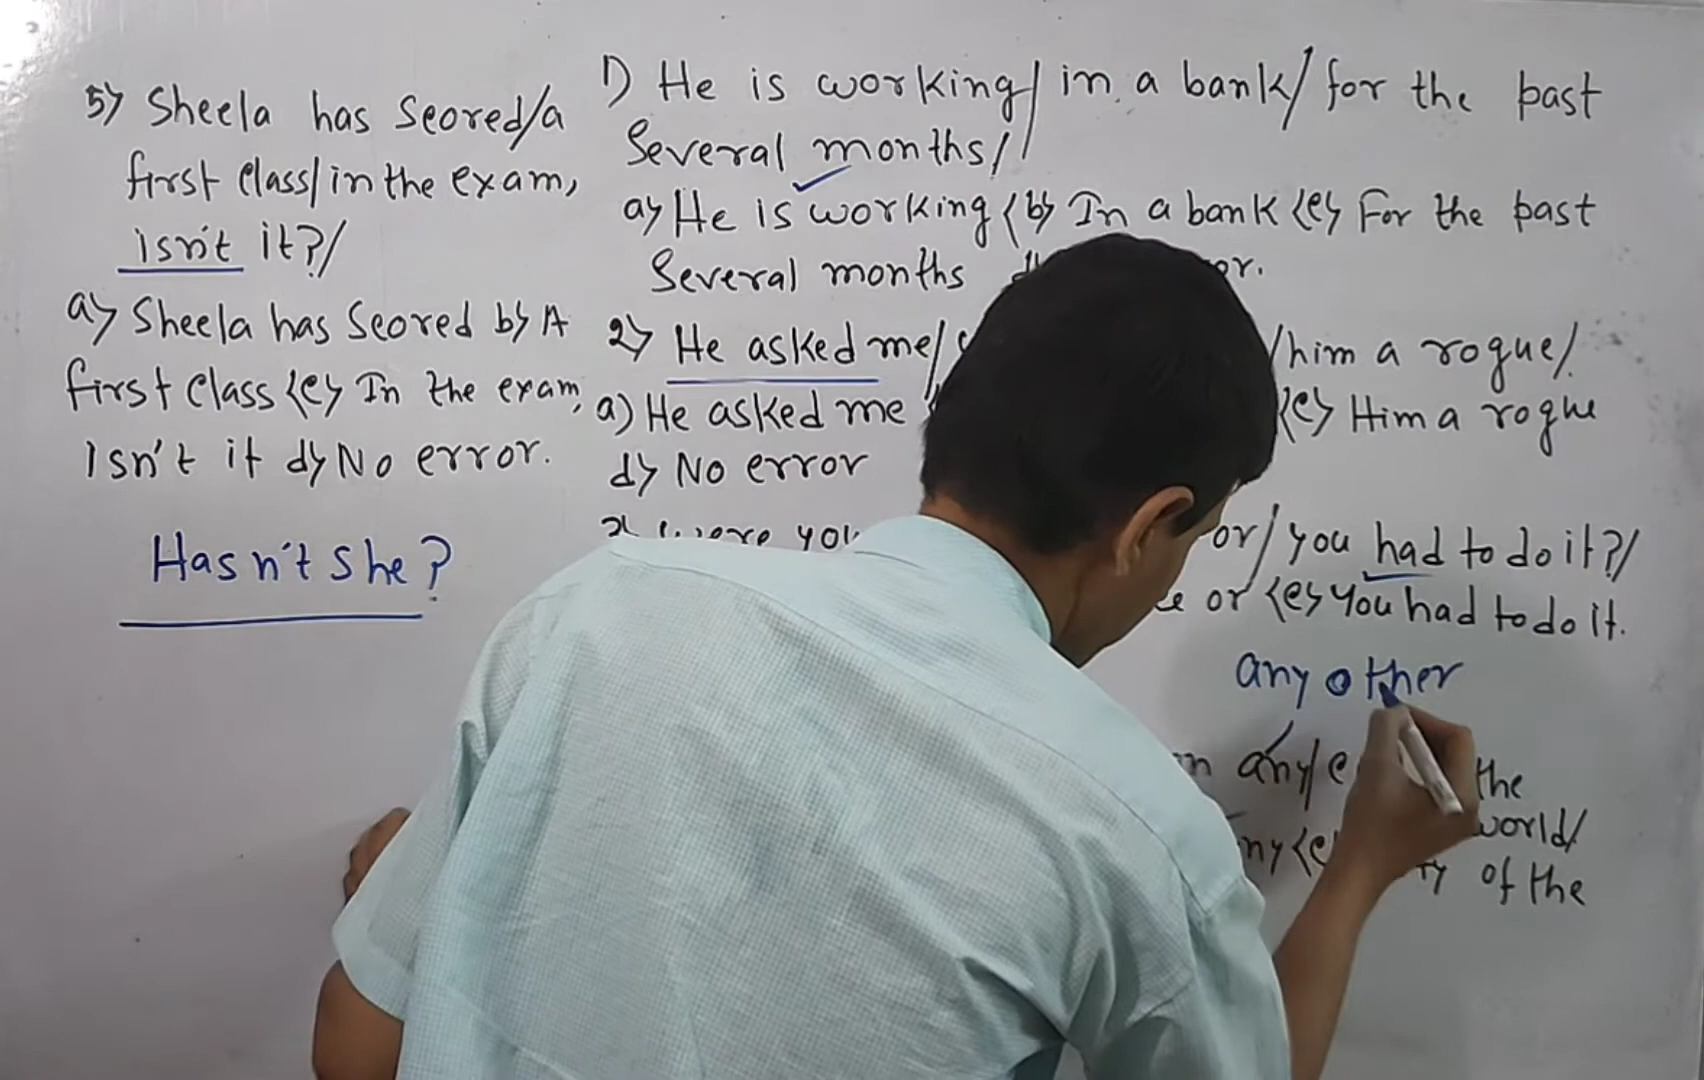 5) Sheela has Scored/a
first class/in the exam,
isn't it?/
a) Sheela has Scored b) A
first class (c) In the exam,
Isn't it d) No error.
Hasn't she?
1) He is working/in a bank/for the past
Several months//
a) He is working (b) In a bank (c) For the past
Several months
2) He asked me/ /him a rogue/.
a) He asked me (c) Him a rogue
d) No error
you or/you had to do it?/
or (c) You had to do it.
any other
any/ the
world/
of the